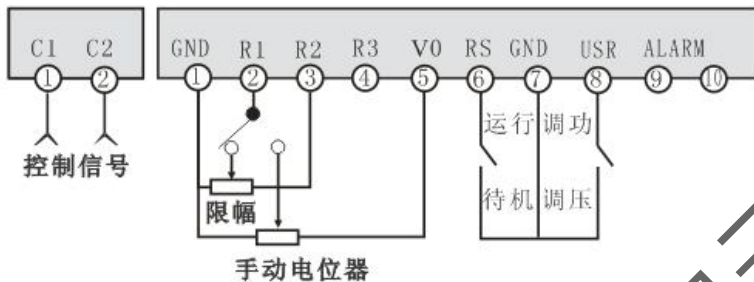 C1 C2 GND R1 R2 R3 V0 RS GND USR ALARM
① ② ① ② ③ ④ ⑤ ⑥ ⑦ ⑧ ⑨ ⑩
运行 调功
控制信号
待机 调压
限幅
手动电位器